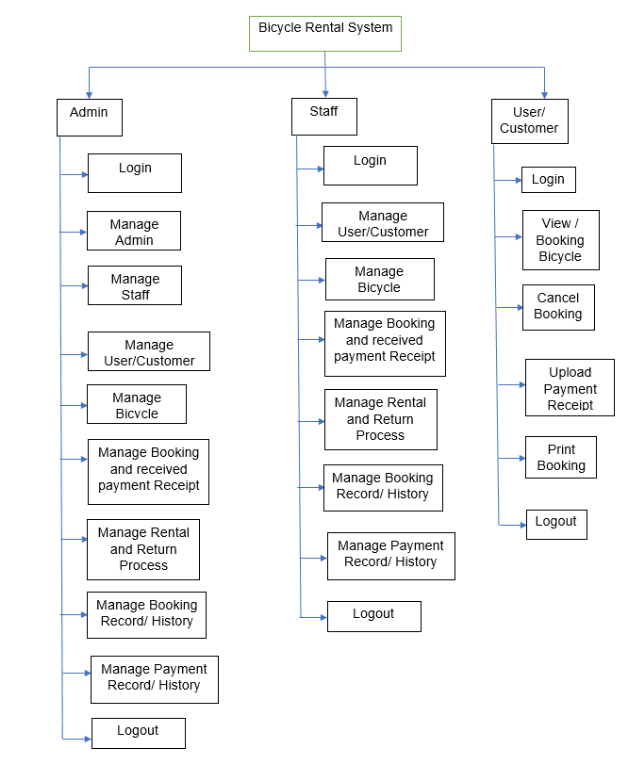 Bicycle Rental System
Admin
Login
Manage
Admin
Manage
Staff
Manage
User/Customer
Manage
Bicycle
Manage Booking
and received
payment Receipt
Manage Rental
and Return
Process
Manage Booking
Record/ History
Manage Payment
Record/ History
Logout
Staff
Login
Manage
User/Customer
Manage
Bicycle
Manage Booking
and received
payment Receipt
Manage Rental
and Return
Process
Manage Booking
Record/ History
Manage Payment
Record/ History
Logout
User/
Customer
Login
View /
Booking
Bicycle
Cancel
Booking
Upload
Payment
Receipt
Print
Booking
Logout